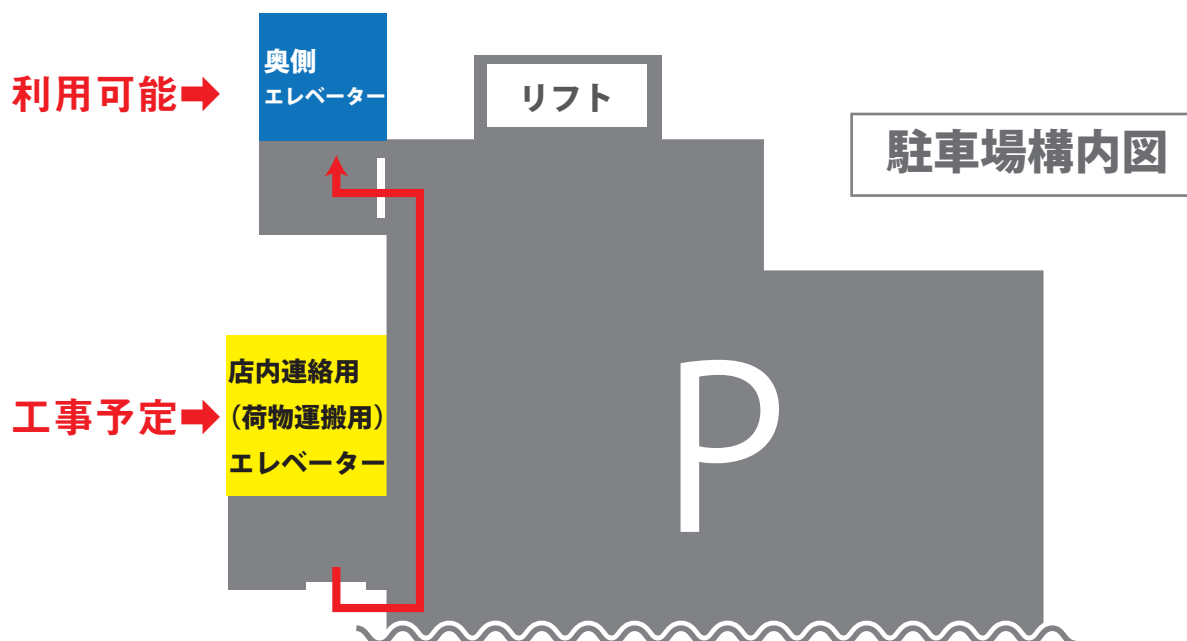 奥側
エレベーター
利用可能
リフト
駐車場構内図
店内連絡用
(荷物運搬用)
エレベーター
工事予定
P